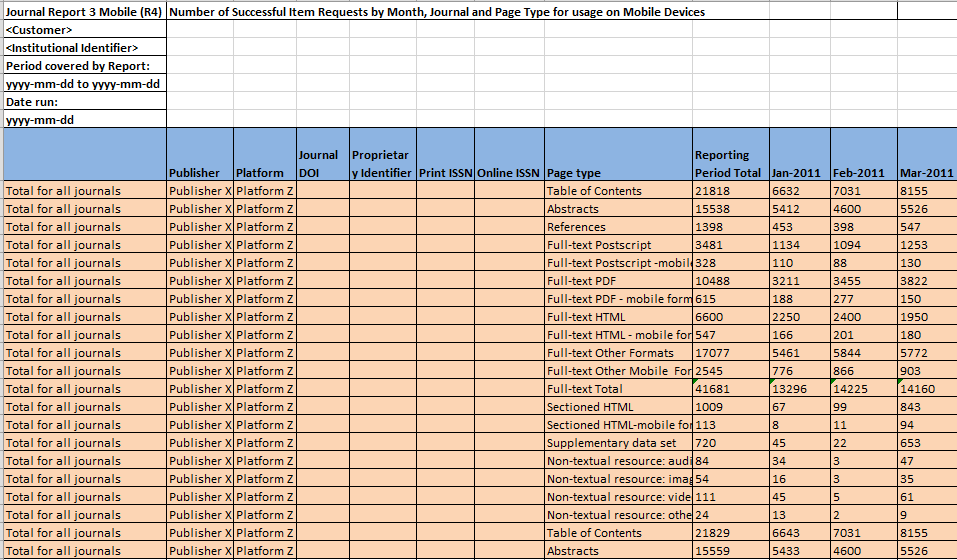 Journal Report 3 Mobile (R4) Number of Successful Item Requests by Month, Journal and Page Type for usage on Mobile Devices
<Customer>
<Institutional Identifier>
Period covered by Report:
yyyy-mm-dd to yyyy-mm-dd
Date run:
yyyy-mm-dd
Journal Proprietar Reporting
Publisher Platform DOI y Identifier Print ISSN Online ISSN Page type Period Total Jan-2011 Feb-2011 Mar-2011
Total for all journals Publisher X Platform Z Table of Contents 21818 6632 7031 8155
Total for all journals Publisher X Platform Z Abstracts 15538 5412 4600 5526
Total for all journals Publisher X Platform Z References 1398 453 398 547
Total for all journals Publisher X Platform Z Full-text Postscript 3481 1134 1094 1253
Total for all journals Publisher X Platform Z Full-text Postscript -mobil 328 110 88 130
Total for all journals Publisher X Platform Z Full-text PDF 10488 3211 3455 3822
Total for all journals Publisher X Platform Z Full-text PDF - mobile form 615 188 277 150
Total for all journals Publisher X Platform Z Full-text HTML 6600 2250 2400 1950
Total for all journals Publisher X Platform Z Full-text HTML - mobile for 547 166 201 180
Total for all journals Publisher X Platform Z Full-text Other Formats 17077 5461 5844 5772
Total for all journals Publisher X Platform Z Full-text Other Mobile For 2545 776 866 903
Total for all journals Publisher X Platform Z Full-text Total 41681 13296 14225 14160
Total for all journals Publisher X Platform Z Sectioned HTML 1009 67 99 843
Total for all journals Publisher X Platform Z Sectioned HTML-mobile for 113 8 11 94
Total for all journals Publisher X Platform Z Supplementary data set 720 45 22 653
Total for all journals Publisher X Platform Z Non-textual resource: audi 84 34 3 47
Total for all journals Publisher X Platform Z Non-textual resource: imag 54 16 3 35
Total for all journals Publisher X Platform Z Non-textual resource: vide 111 45 5 61
Total for all journals Publisher X Platform Z Non-textual resource: othe 24 13 2 9
Total for all journals Publisher X Platform Z Table of Contents 21829 6643 7031 8155
Total for all journals Publisher X Platform Z Abstracts 15559 5433 4600 5526